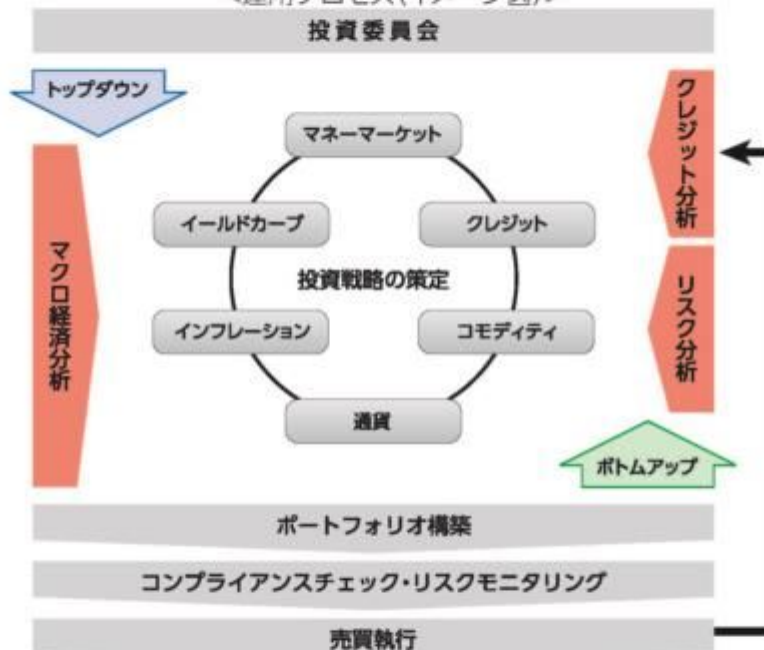 投資委員会
トップダウン
クレジット分析
マネーマーケット
イールドカーブ
クレジット
マクロ経済分析
投資戦略の策定
リスク分析
インフレーション
コモディティ
通貨
ボトムアップ
ポートフォリオ構築
コンプライアンスチェック・リスクモニタリング
売買執行